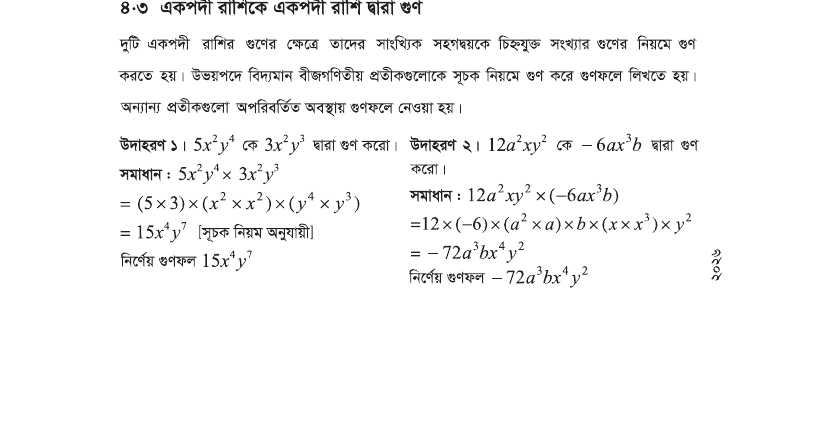 ৪·৩ একপদী রাশিকে একপদী রাশি দ্বারা গুণ
দুটি একপদী রাশির গুণের ক্ষেত্রে তাদের সাংখ্যিক সহগদ্বয়কে চিহ্নযুক্ত সংখ্যার গুণের নিয়মে গুণ
করতে হয়। উভয়পদে বিদ্যমান বীজগণিতীয় প্রতীকগুলোকে সূচক নিয়মে গুণ করে গুণফলে লিখতে হয়।
অন্যান্য প্রতীকগুলো অপরিবর্তিত অবস্থায় গুণফলে নেওয়া হয়।
উদাহরণ ১। 5x²y⁴ কে 3x²y³ দ্বারা গুণ করো।
সমাধান : 5x²y⁴ × 3x²y³
= (5×3)×(x² × x²)×(y⁴ × y³)
= 15x⁴y⁷ [সূচক নিয়ম অনুযায়ী]
নির্ণেয় গুণফল 15x⁴y⁷
উদাহরণ ২। 12a²xy² কে – 6ax³b দ্বারা গুণ
করো।
সমাধান : 12a²xy² ×(–6ax³b)
=12×(–6)×(a² ×a)×b×(x×x³)×y²
= – 72a³bx⁴y²
নির্ণেয় গুণফল – 72a³bx⁴y²
২০২৬